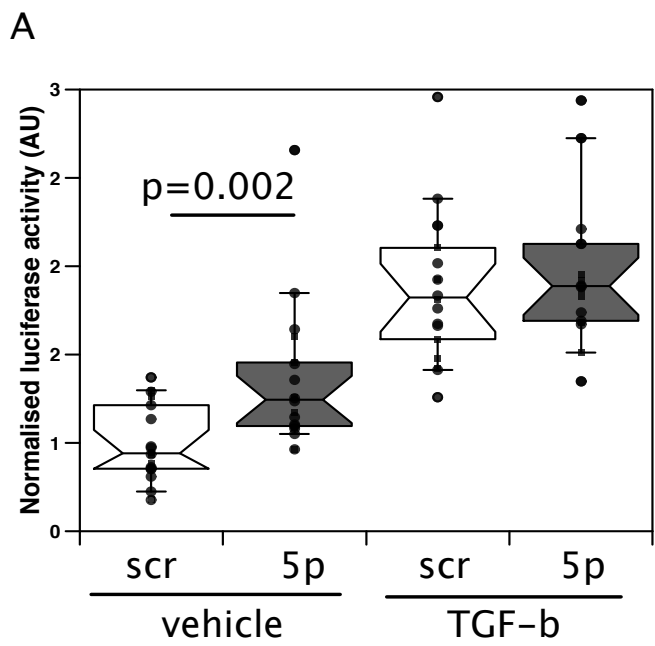 A
Normalised luciferase activity (AU)
3
2
2
2
1
0
p=0.002
scr 5p scr 5p
vehicle TGF-b